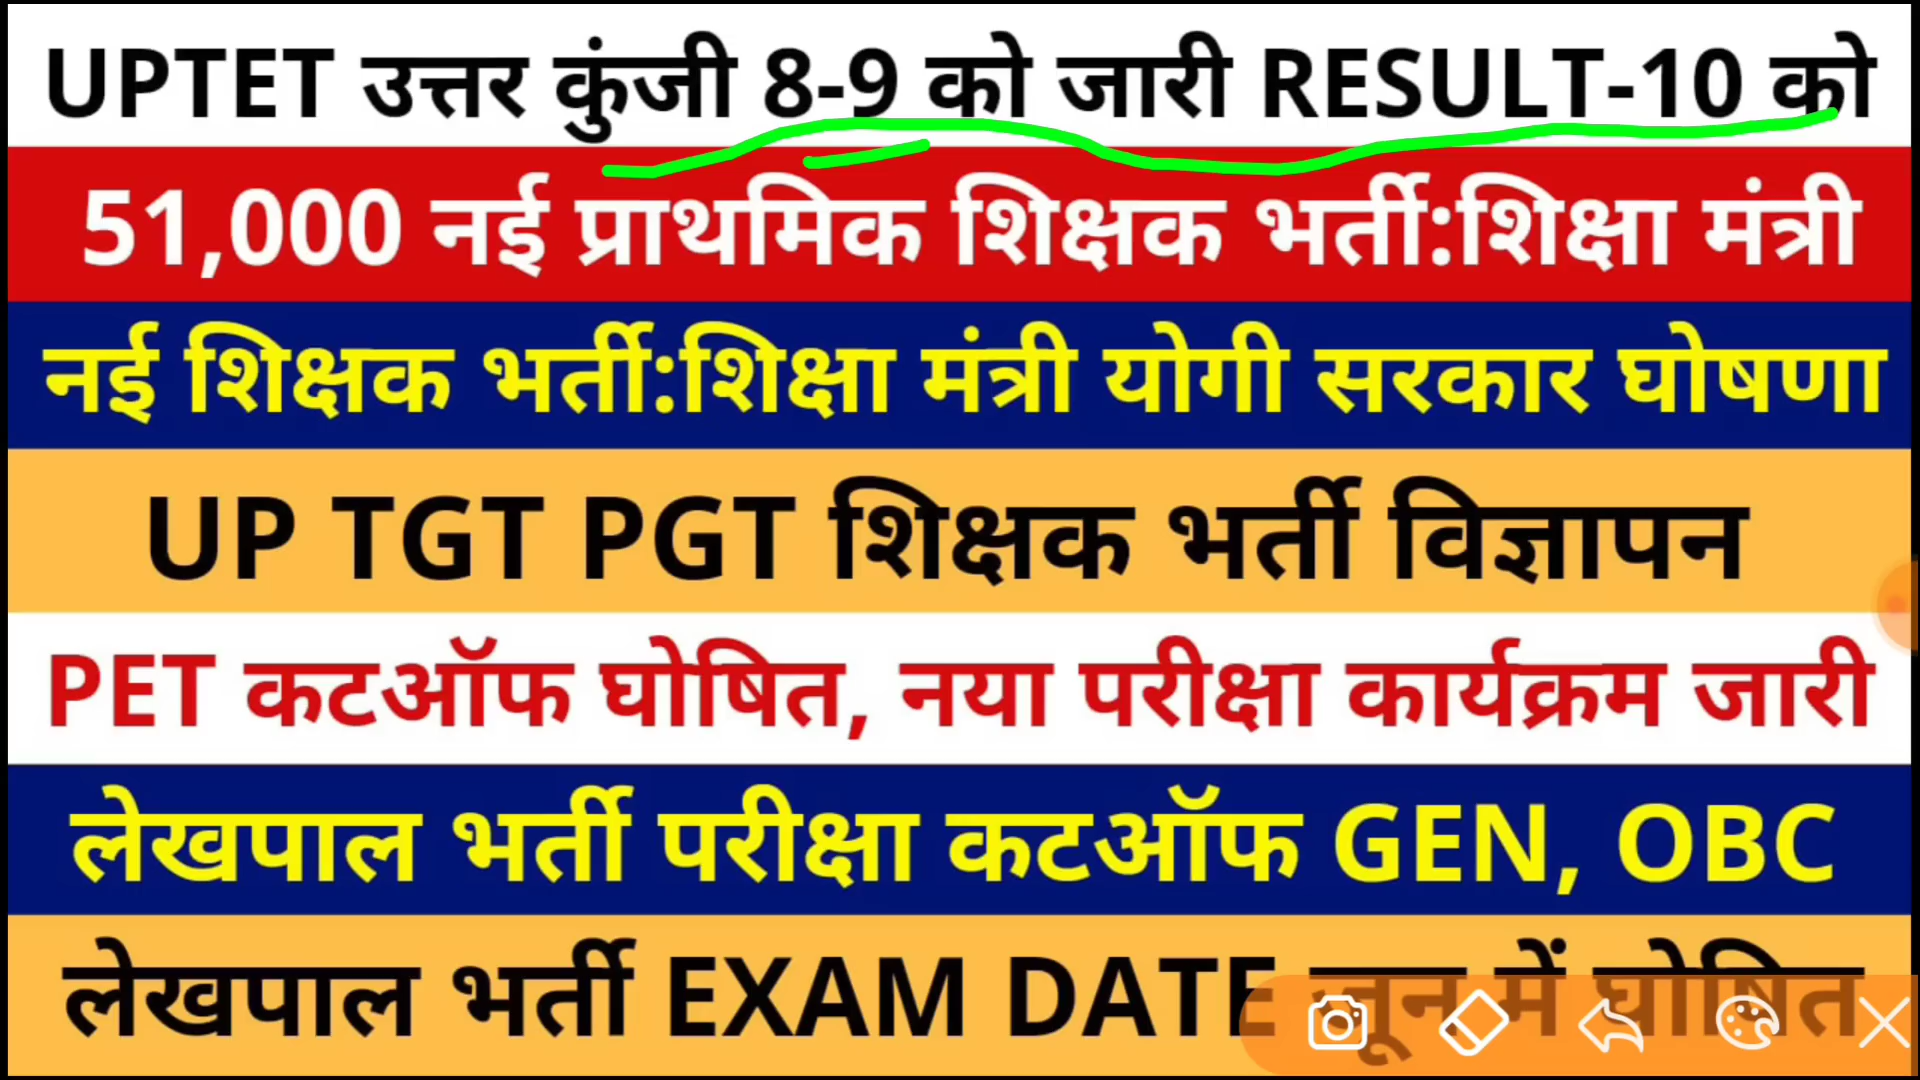 UPTET उत्तर कुंजी 8-9 को जारी RESULT-10 को
51,000 नई प्राथमिक शिक्षक भर्ती:शिक्षा मंत्री
नई शिक्षक भर्ती:शिक्षा मंत्री योगी सरकार घोषणा
UP TGT PGT शिक्षक भर्ती विज्ञापन
PET कटऑफ घोषित, नया परीक्षा कार्यक्रम जारी
लेखपाल भर्ती परीक्षा कटऑफ GEN, OBC
लेखपाल भर्ती EXAM DATE जून में घोषित